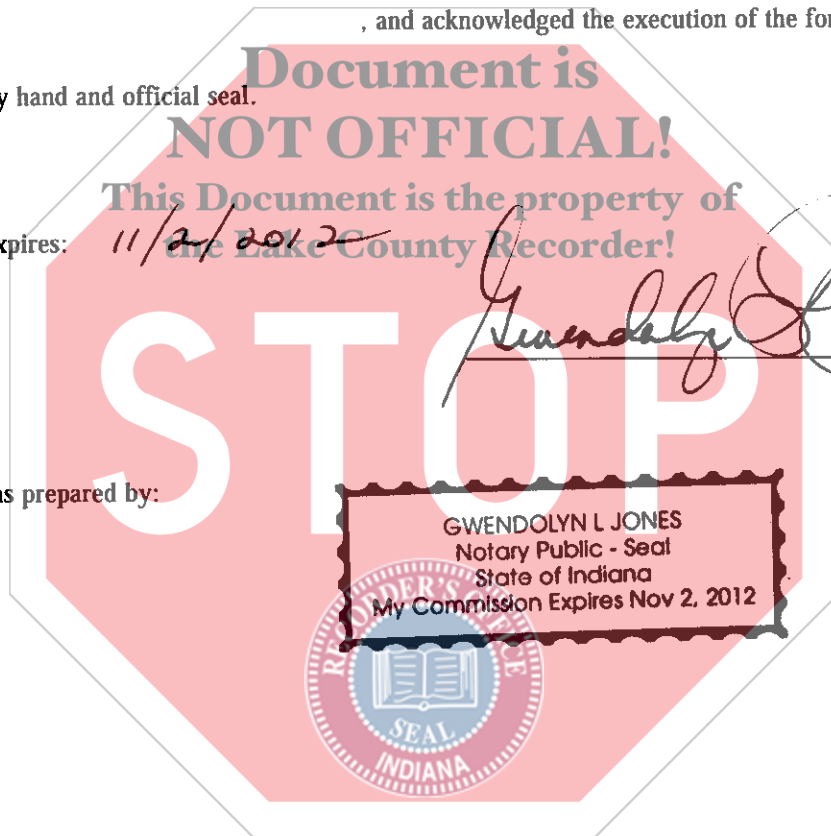 , and acknowledged the execution of the for
Document is
y hand and official seal.
NOT OFFICIAL!
This Document is the property of
xpires: 11/2/2012
the Lake County Recorder!
Gwendolyn
STOP
as prepared by:
GWENDOLYN L JONES
Notary Public - Seal
State of Indiana
My Commission Expires Nov 2, 2012
RECORDER'S OFFICE
SEAL
INDIANA